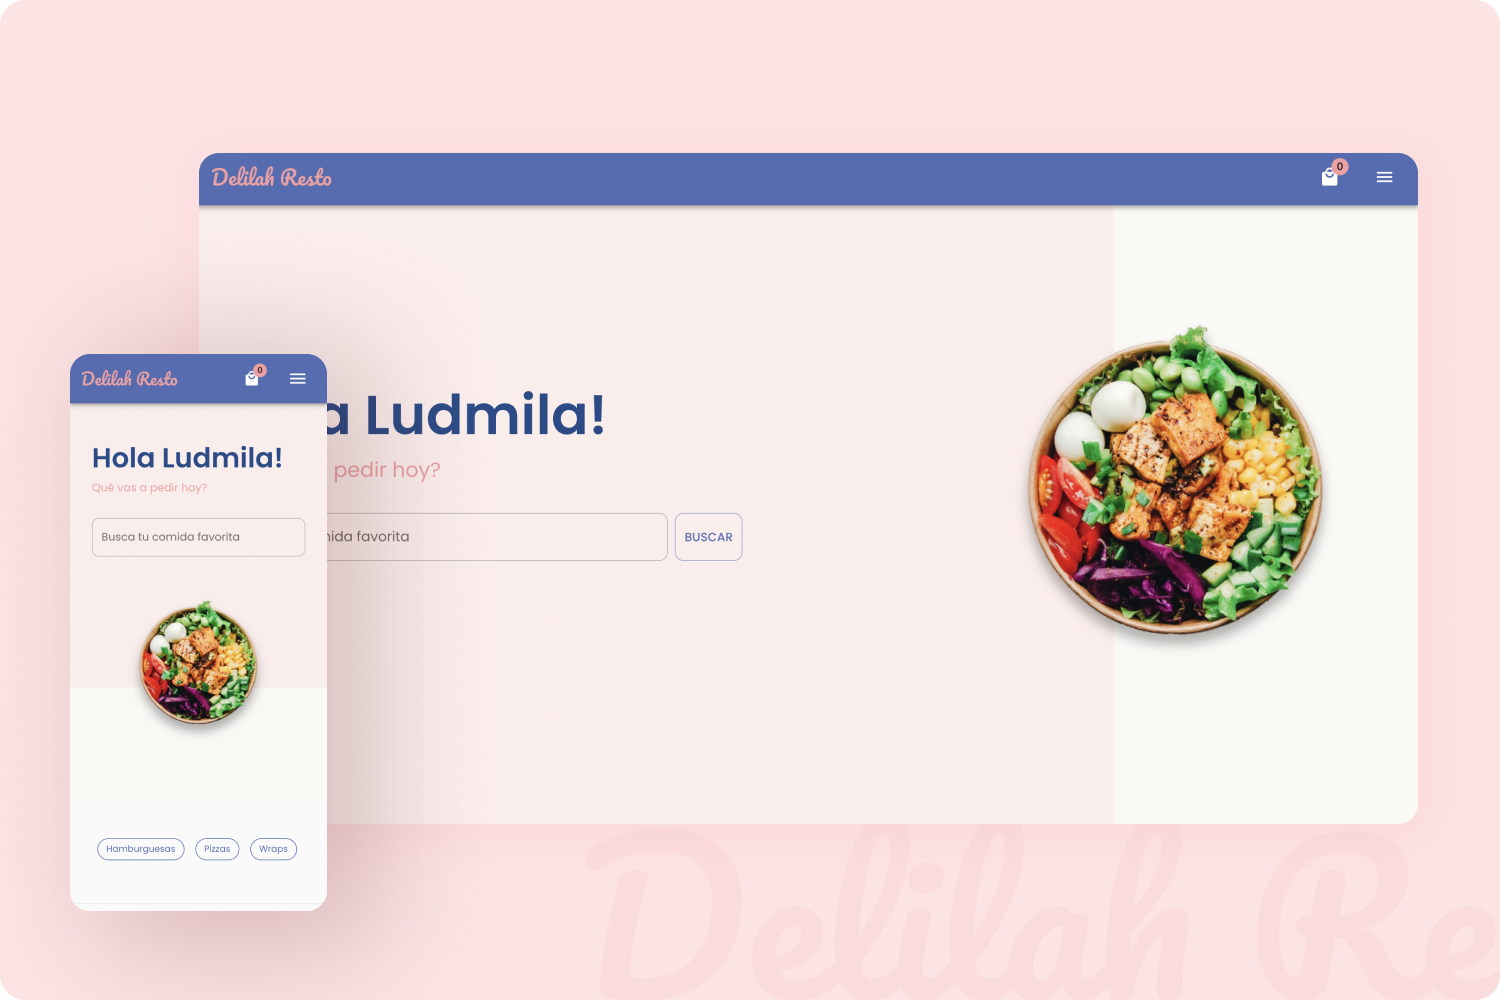 Delilah Resto
0
a Ludmila!
pedir hoy?
ida favorita
BUSCAR
Delilah Resto
0
Hola Ludmila!
Qué vas a pedir hoy?
Busca tu comida favorita
Hamburguesas
Pizzas
Wraps
Delilah Re